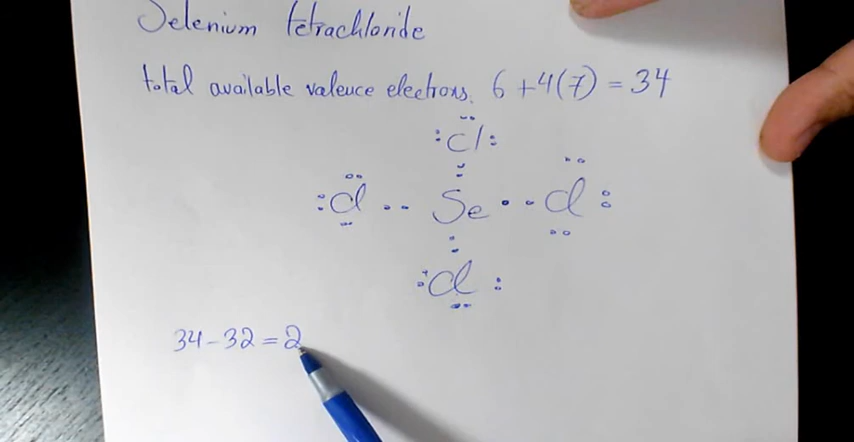 Selenium tetrachloride
total available valence electrons. 6 + 4(7) = 34
:Cl:
:Cl ·· Se ·· Cl:
:Cl:
34 - 32 = 2